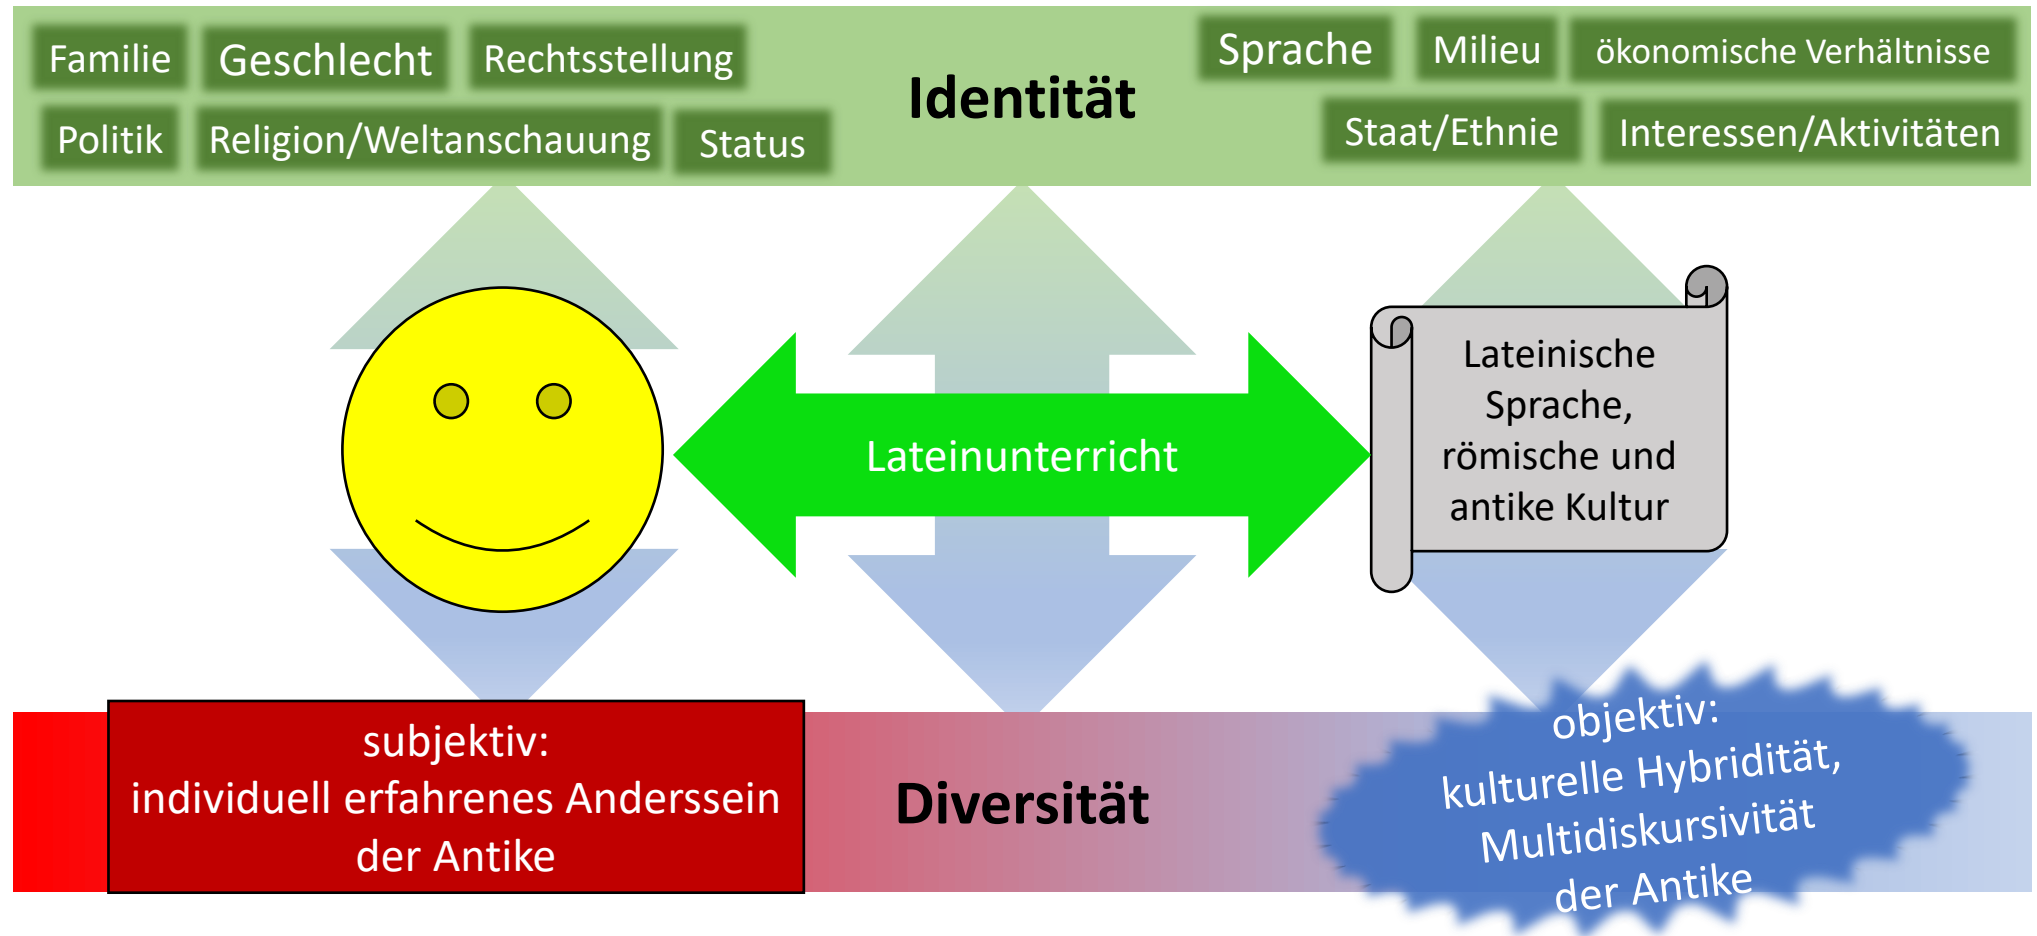 Familie
Geschlecht
Rechtsstellung
Politik
Religion/Weltanschauung
Status
Identität
Sprache
Milieu
ökonomische Verhältnisse
Staat/Ethnie
Interessen/Aktivitäten
Lateinunterricht
Lateinische
Sprache,
römische und
antike Kultur
subjektiv:
individuell erfahrenes Anderssein
der Antike
Diversität
objektiv:
kulturelle Hybridität,
Multidiskursivität
der Antike